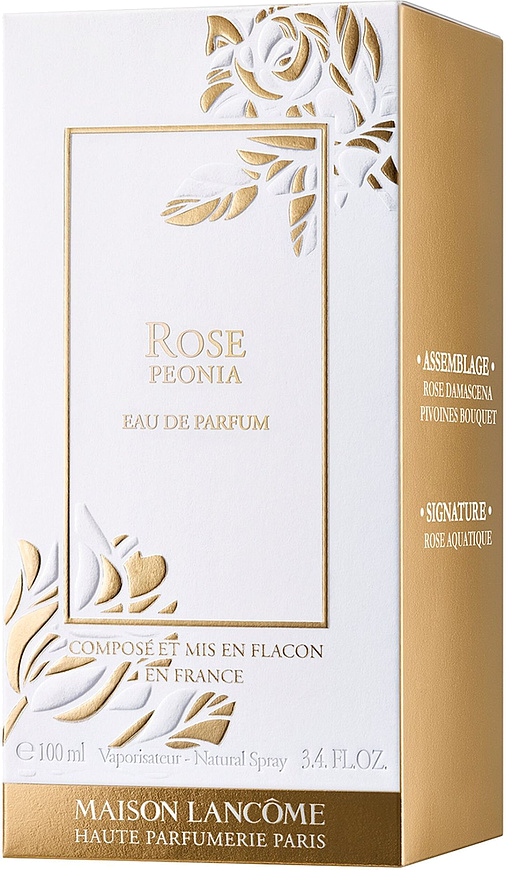 ROSE
PEONIA
EAU DE PARFUM
COMPOSÉ ET MIS EN FLACON
EN FRANCE
℮ 100 ml Vaporisateur - Natural Spray 3.4. FL.OZ.
MAISON LANCÔME
HAUTE PARFUMERIE PARIS
• ASSEMBLAGE •
ROSE DAMASCENA
PIVOINES BOUQUET
• SIGNATURE •
ROSE AQUATIQUE